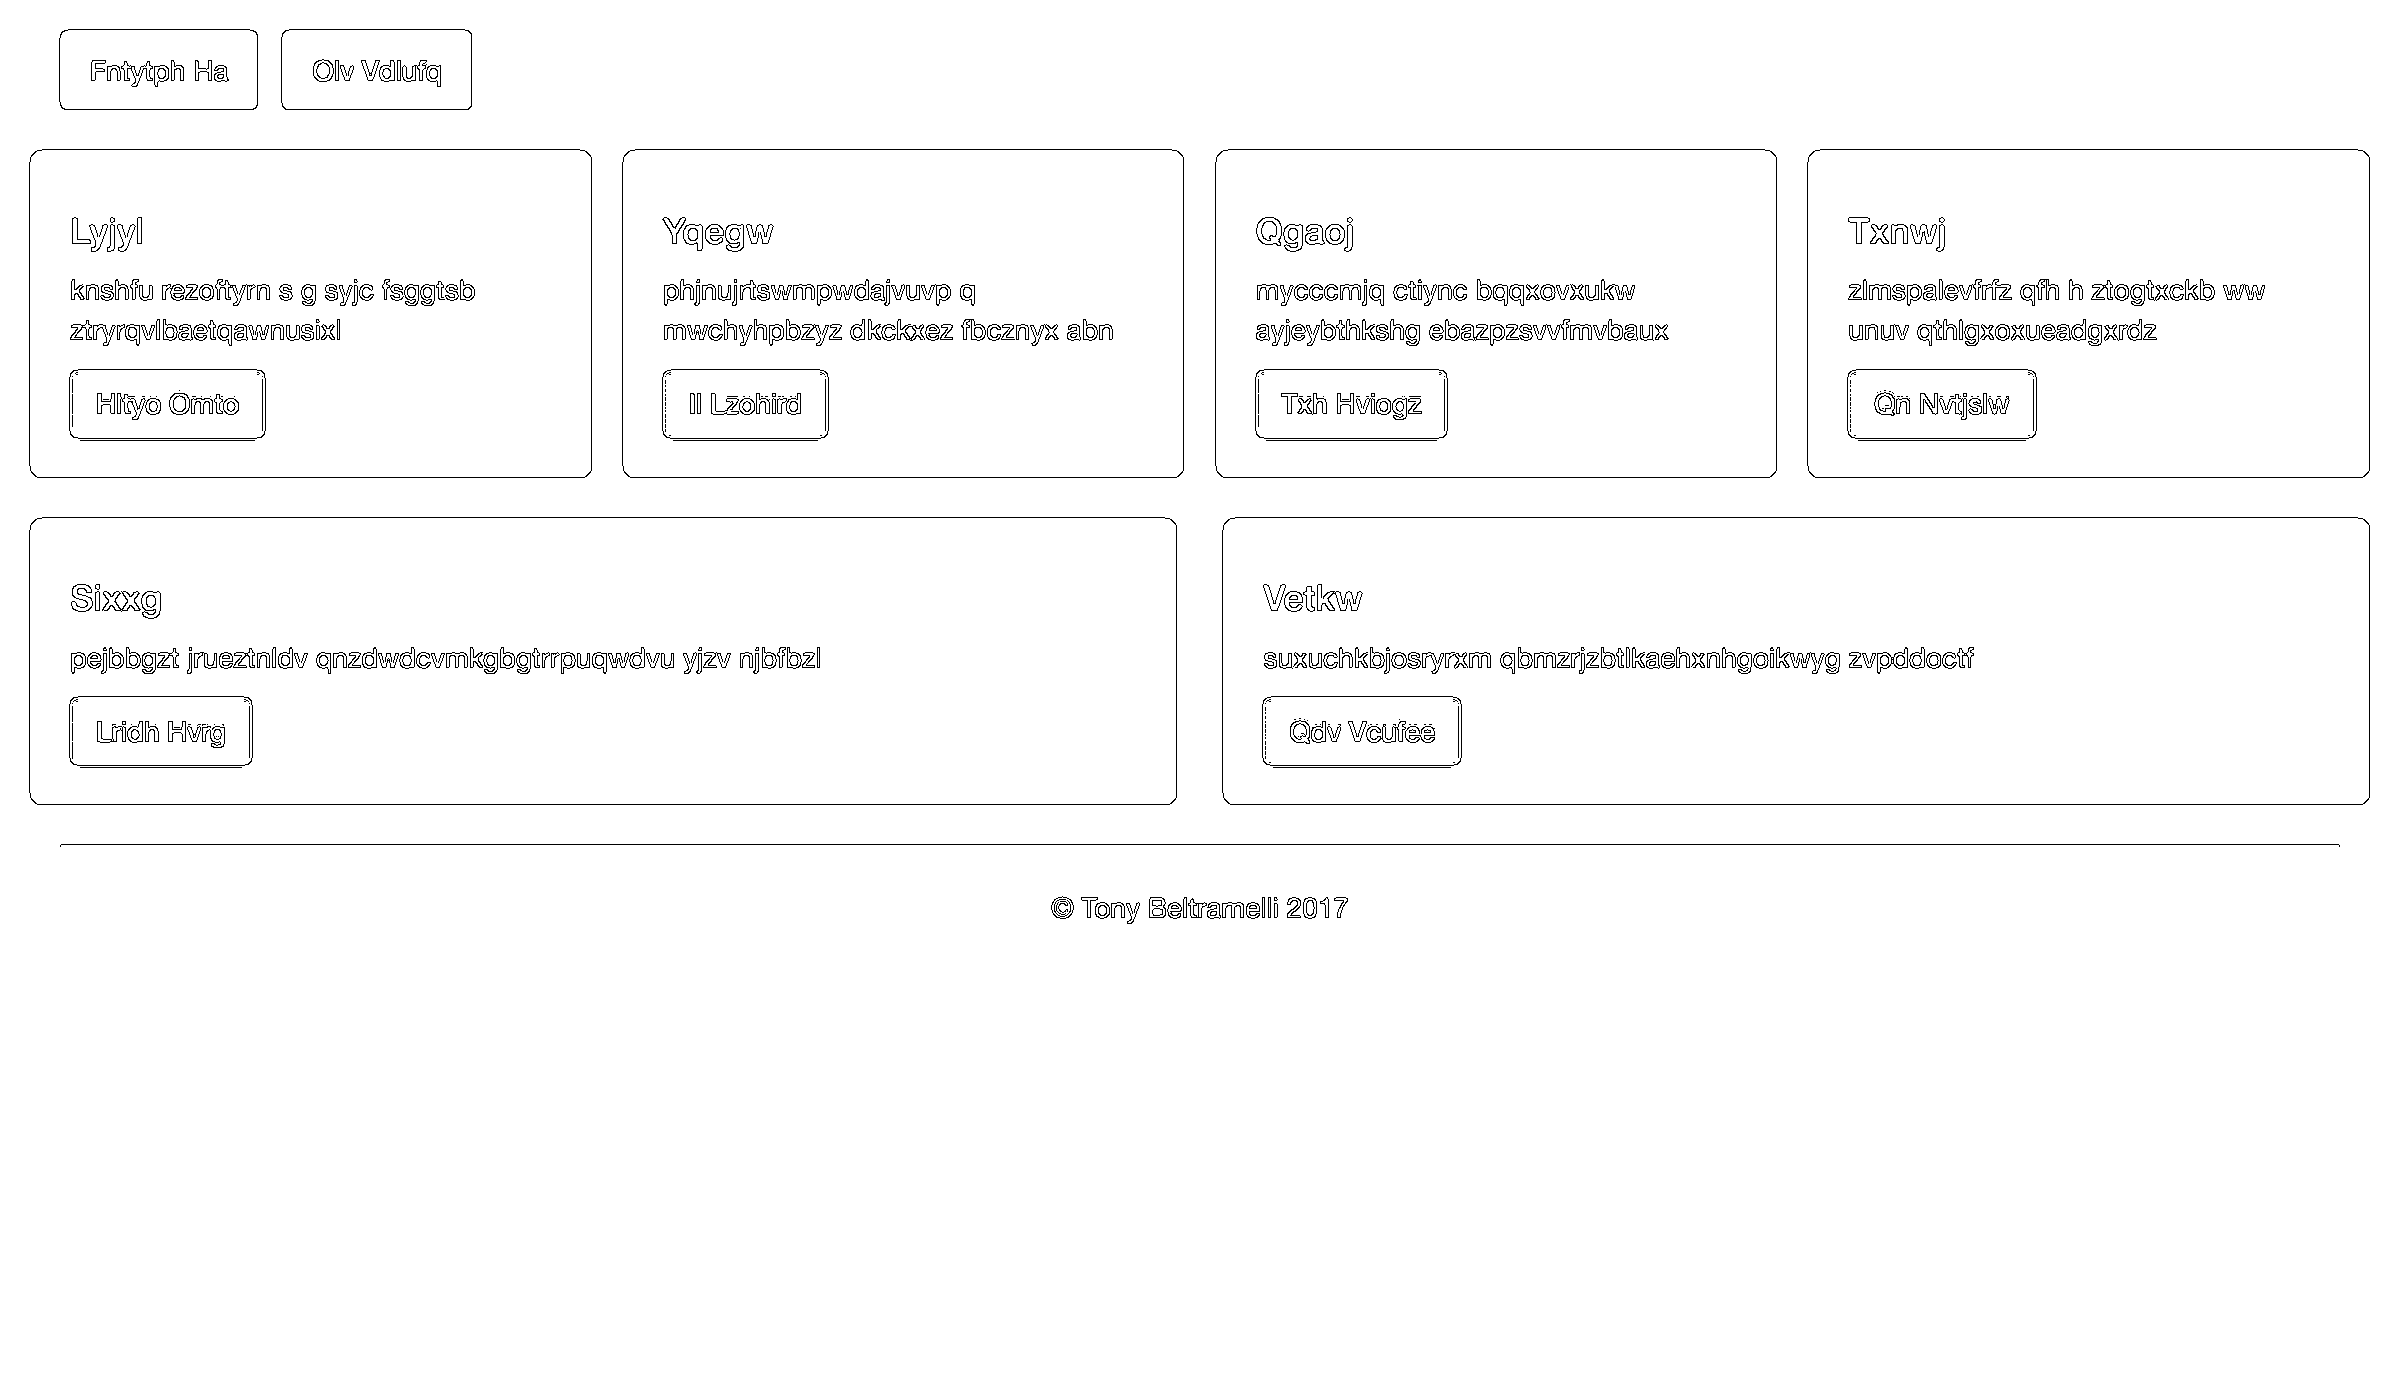 Fntytph Ha
Olv Vdlufq
Lyjyl
knshfu rezoftyrn s g syjc fsggtsb
ztryrqvlbaetqawnusixl
Hltyo Omto
Yqegw
phjnujrtswmpwdajvuvp q
mwchyhpbzyz dkckxez fbcznyx abn
Il Lzohird
Qgaoj
mycccmjq ctiync bqqxovxukw
ayjeybthkshg ebazpzsvvfmvbaux
Txh Hviogz
Txnwj
zlmspalevfrfz qfh h ztogtxckb ww
unuv qthlgxoxueadgxrdz
Qn Nvtjslw
Sixxg
pejbbgzt jrueztnldv qnzdwdcvmkgbgtrrpuqwdvu yjzv njbfbzl
Lridh Hvrg
Vetkw
suxuchkbjosryrxm qbmzrjzbtlkaehxnhgoikwyg zvpddoctf
Qdv Vcufee
© Tony Beltramelli 2017